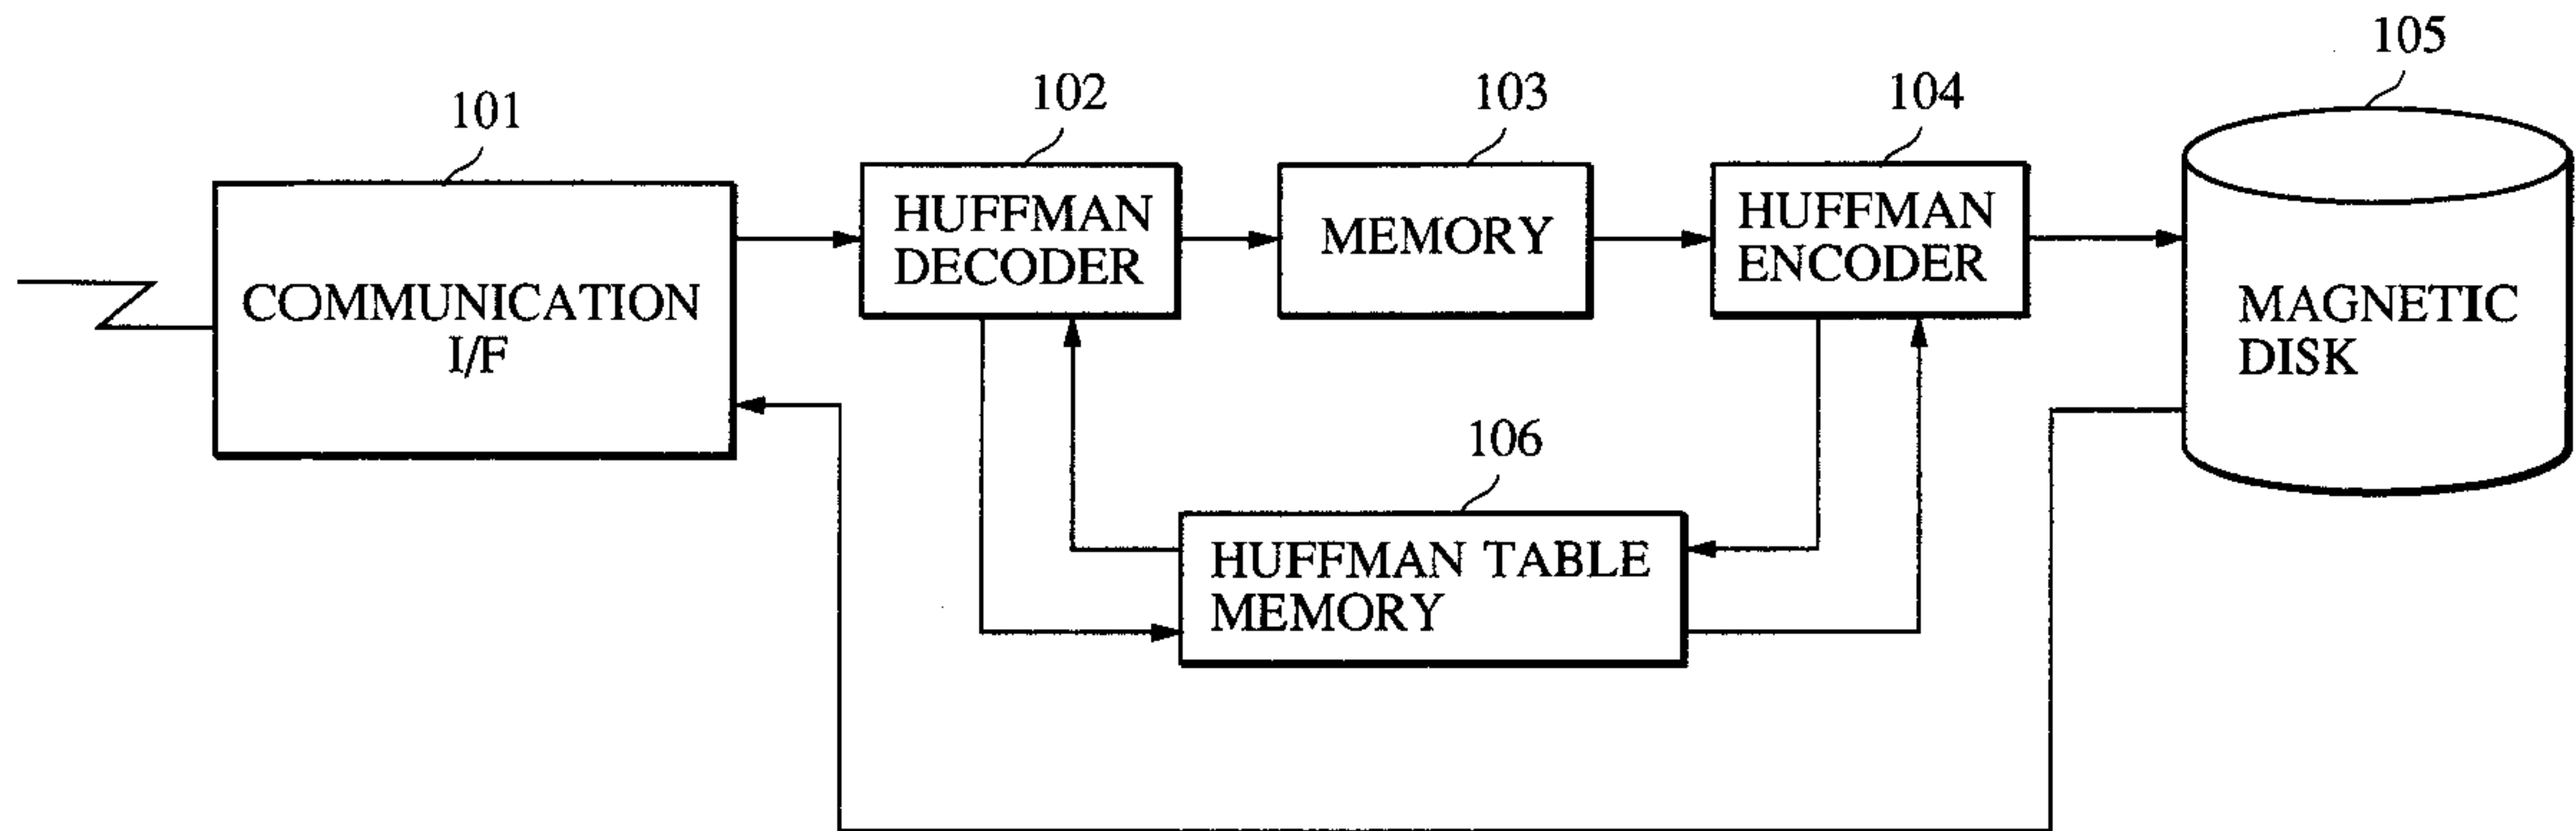 105
102
103
104
101
HUFFMAN
DECODER
MEMORY
HUFFMAN
ENCODER
COMMUNICATION
I/F
MAGNETIC
DISK
106
HUFFMAN TABLE
MEMORY